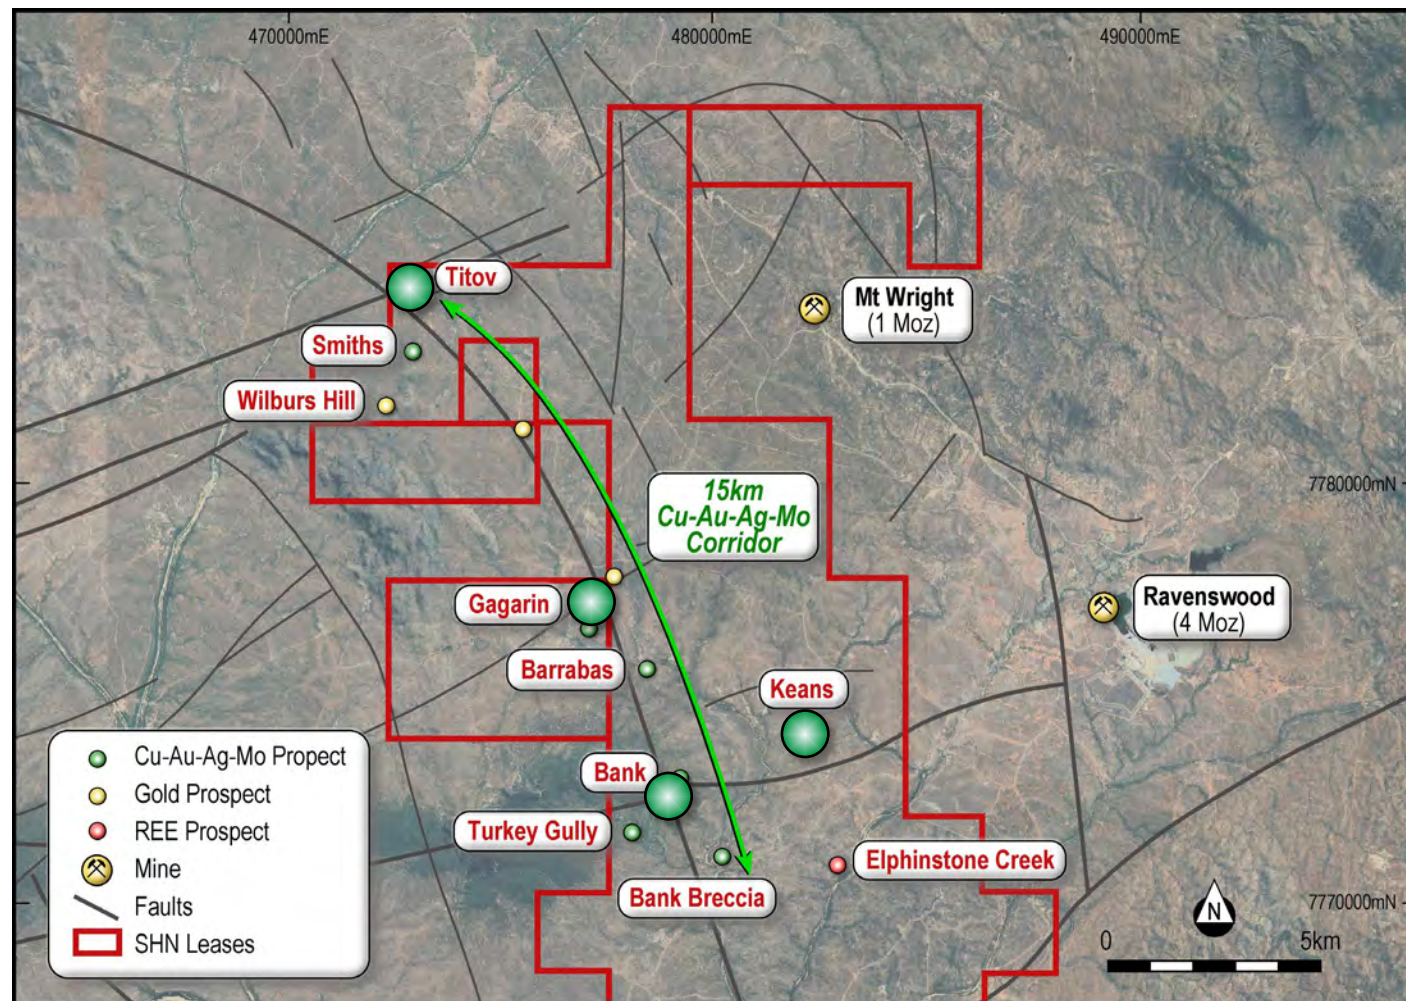 470000mE
480000mE
490000mE
Titov
Mt Wright
(1 Moz)
Smiths
Wilburs Hill
7780000mN
15km
Cu-Au-Ag-Mo
Corridor
Gagarin
Ravenswood
(4 Moz)
Barrabas
Keans
Bank
Turkey Gully
Elphinstone Creek
Bank Breccia
7770000mN
Cu-Au-Ag-Mo Propect
Gold Prospect
REE Prospect
Mine
Faults
SHN Leases
N
0
5km